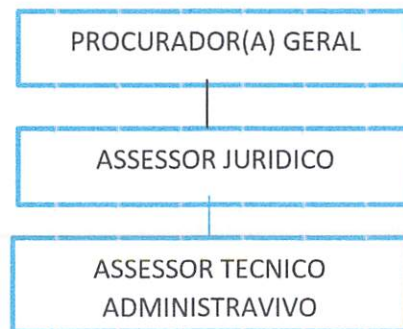 PROCURADOR(A) GERAL
ASSESSOR JURIDICO
ASSESSOR TECNICO
ADMINISTRAVIVO